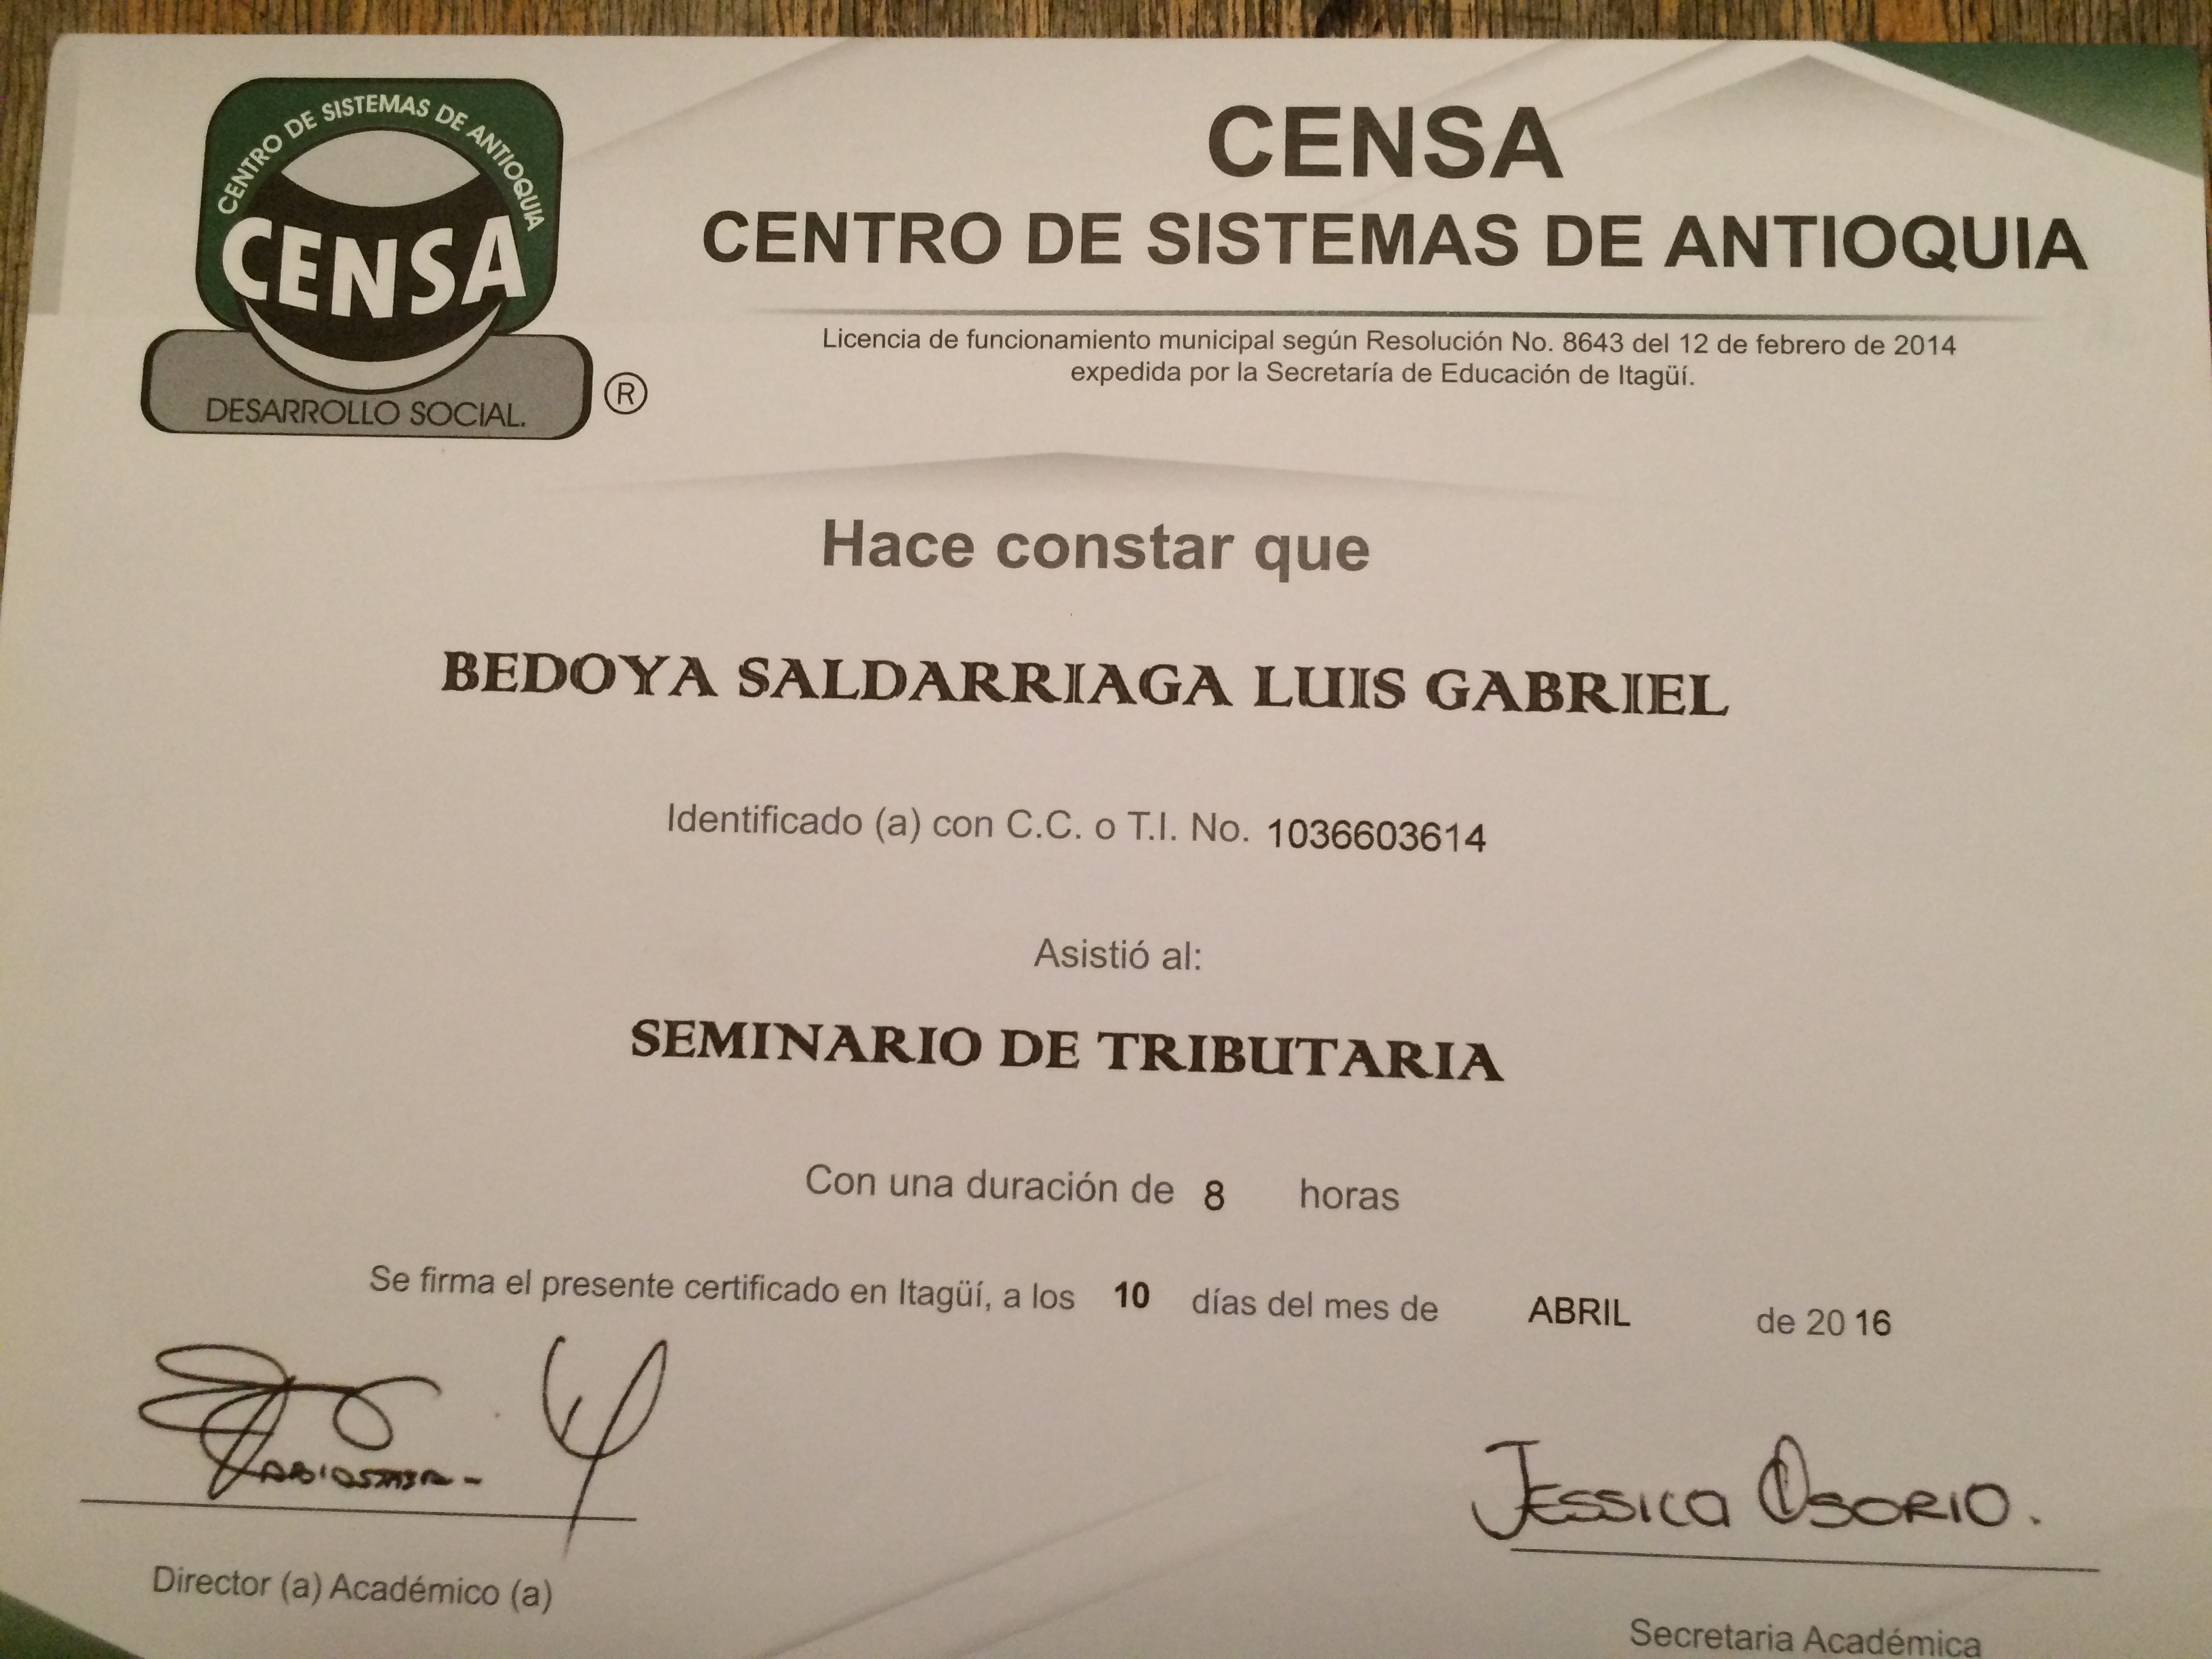 CENTRO DE SISTEMAS DE ANTIOQUIA
CENSA
DESARROLLO SOCIAL.
®
CENSA
CENTRO DE SISTEMAS DE ANTIOQUIA
Licencia de funcionamiento municipal según Resolución No. 8643 del 12 de febrero de 2014
expedida por la Secretaría de Educación de Itagüí.
Hace constar que
BEDOYA SALDARRIAGA LUIS GABRIEL
Identificado (a) con C.C. o T.I. No. 1036603614
Asistió al:
SEMINARIO DE TRIBUTARIA
Con una duración de 8 horas
Se firma el presente certificado en Itagüí, a los 10 días del mes de ABRIL de 2016
JESSICA OSORIO.
Director (a) Académico (a)
Secretaria Académica